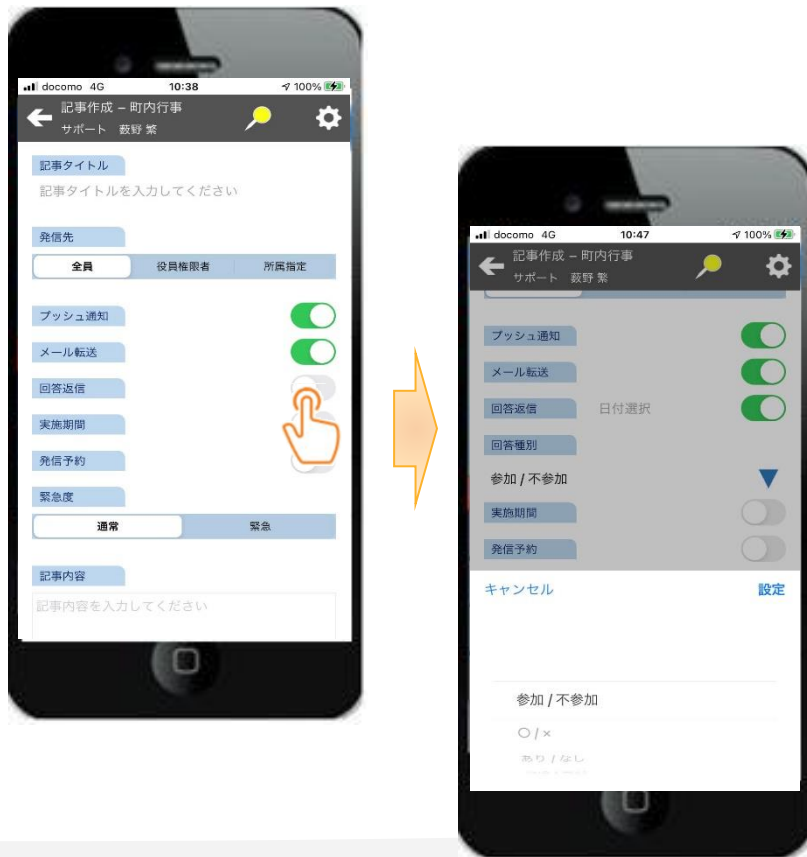 docomo 4G 10:38 100%
記事作成 – 町内行事
サポート 薮野 繁
記事タイトル
記事タイトルを入力してください
発信先
全員 役員権限者 所属指定
プッシュ通知
メール転送
回答返信
実施期間
発信予約
緊急度
通常 緊急
記事内容
記事内容を入力してください
docomo 4G 10:47 100%
記事作成 – 町内行事
サポート 薮野 繁
プッシュ通知
メール転送
回答返信 日付選択
回答種別
参加 / 不参加
実施期間
発信予約
キャンセル 設定
参加 / 不参加
○ / ×
あり / なし